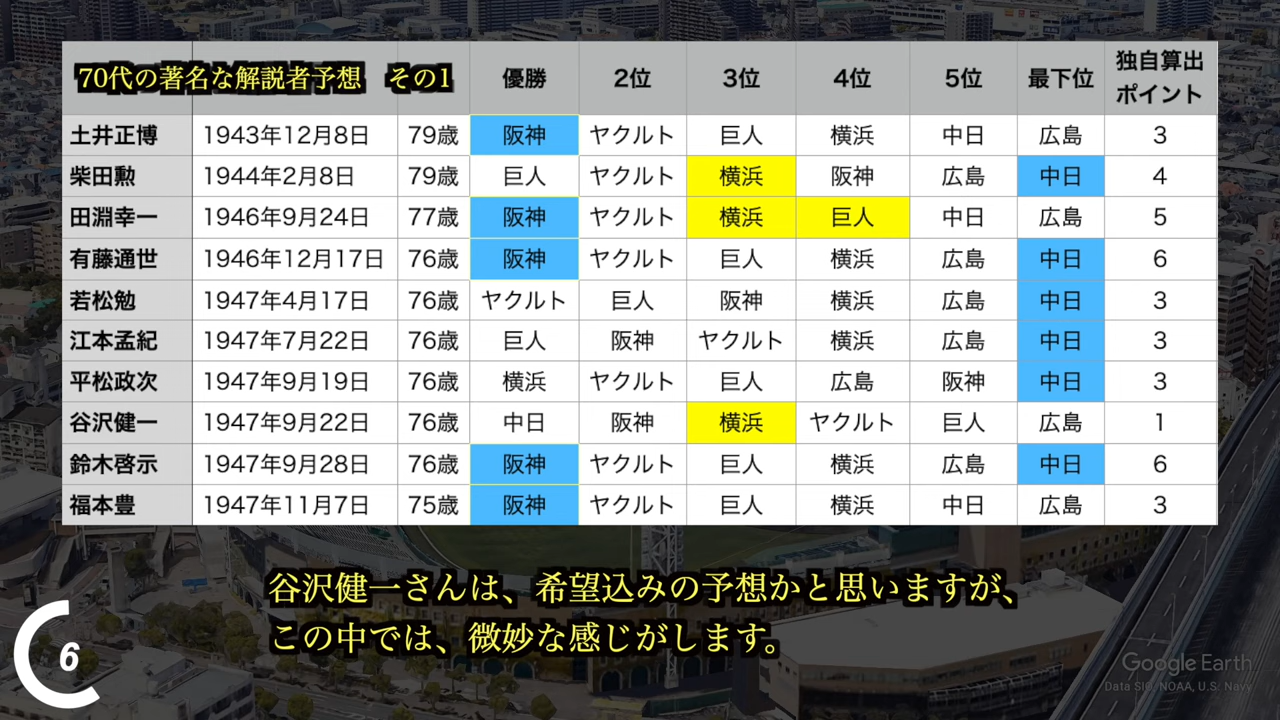 70代の著名な解説者予想　その1 優勝 2位 3位 4位 5位 最下位 独自算出ポイント
土井正博 1943年12月8日 79歳 阪神 ヤクルト 巨人 横浜 中日 広島 3
柴田勲 1944年2月8日 79歳 巨人 ヤクルト 横浜 阪神 広島 中日 4
田淵幸一 1946年9月24日 77歳 阪神 ヤクルト 横浜 巨人 中日 広島 5
有藤通世 1946年12月17日 76歳 阪神 ヤクルト 巨人 横浜 広島 中日 6
若松勉 1947年4月17日 76歳 ヤクルト 巨人 阪神 横浜 広島 中日 3
江本孟紀 1947年7月22日 76歳 巨人 阪神 ヤクルト 横浜 広島 中日 3
平松政次 1947年9月19日 76歳 横浜 ヤクルト 巨人 広島 阪神 中日 3
谷沢健一 1947年9月22日 76歳 中日 阪神 横浜 ヤクルト 巨人 広島 1
鈴木啓示 1947年9月28日 76歳 阪神 ヤクルト 巨人 横浜 広島 中日 6
福本豊 1947年11月7日 75歳 阪神 ヤクルト 巨人 横浜 中日 広島 3
谷沢健一さんは、希望込みの予想かと思いますが、
この中では、微妙な感じがします。
6
Google Earth
Data SIO, NOAA, U.S. Navy